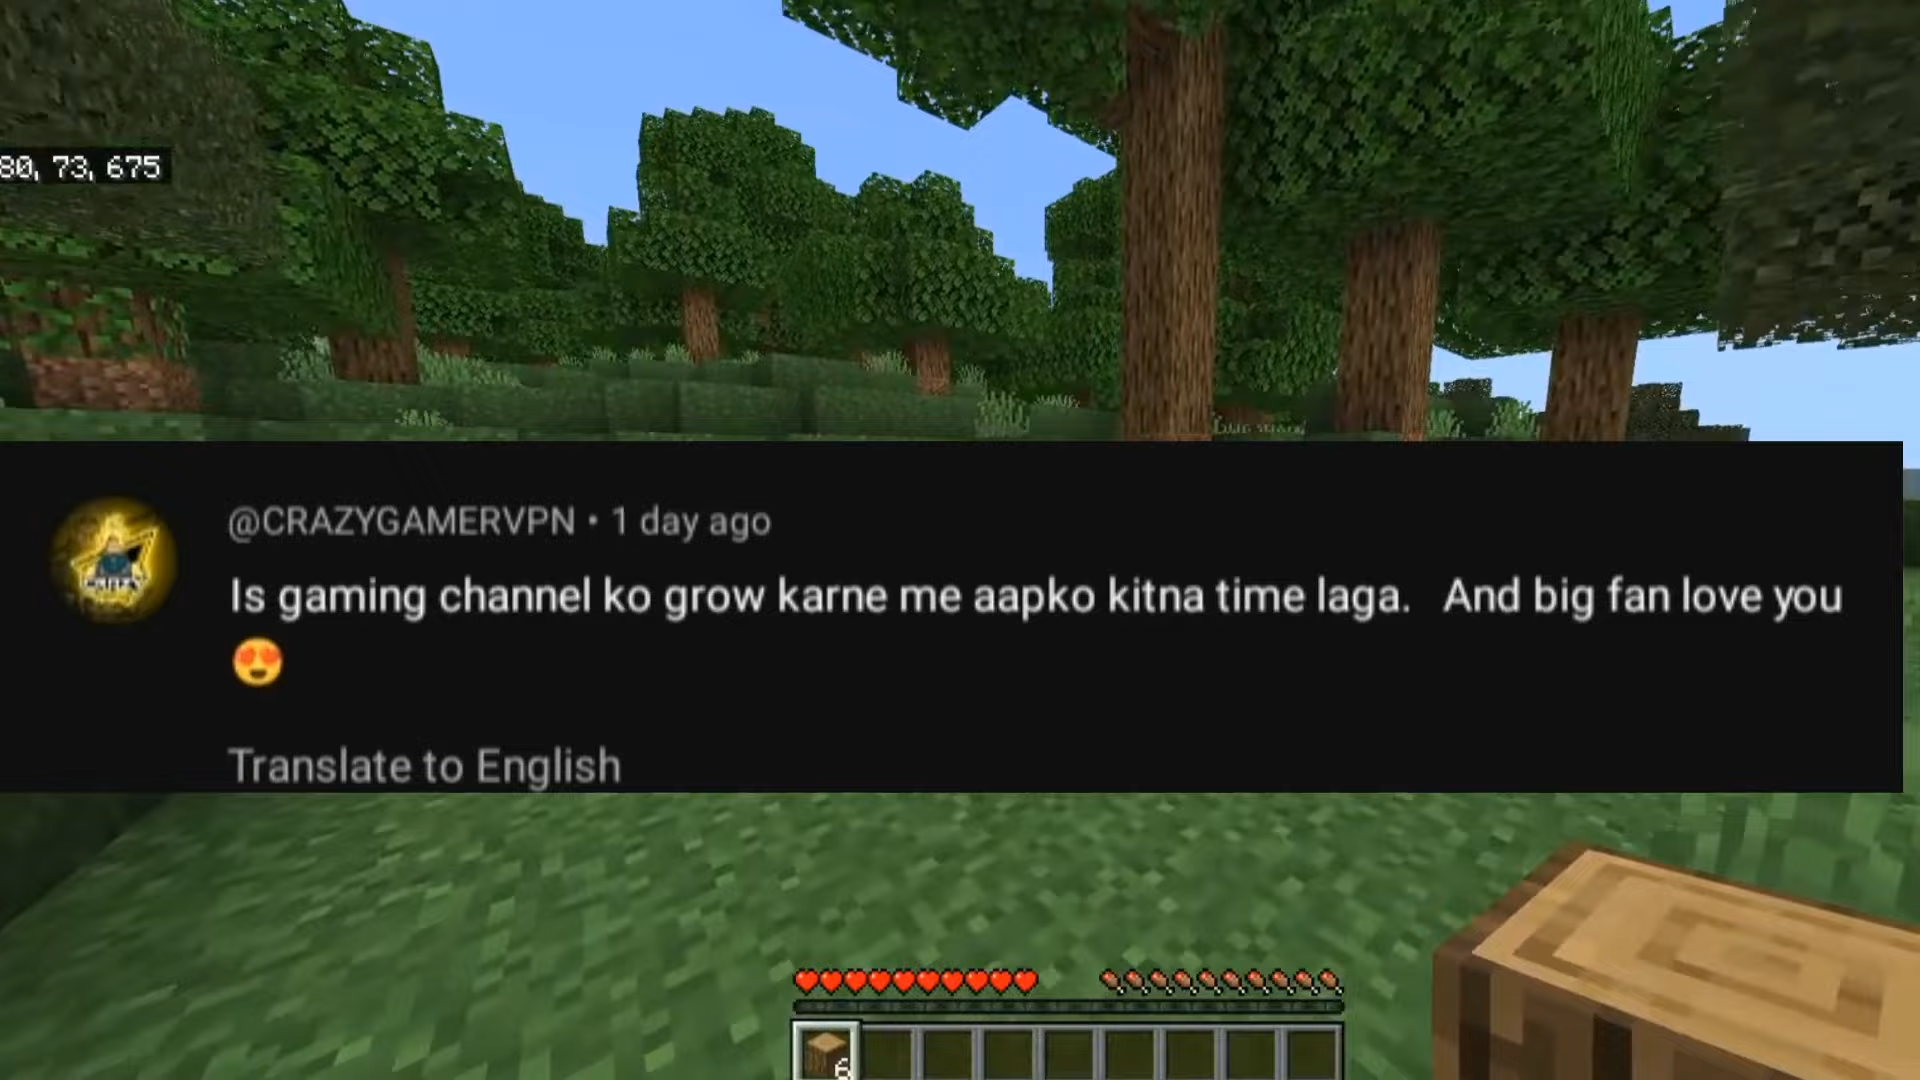 80, 73, 675
@CRAZYGAMERVPN • 1 day ago
Is gaming channel ko grow karne me aapko kitna time laga. And big fan love you
😍
Translate to English
6